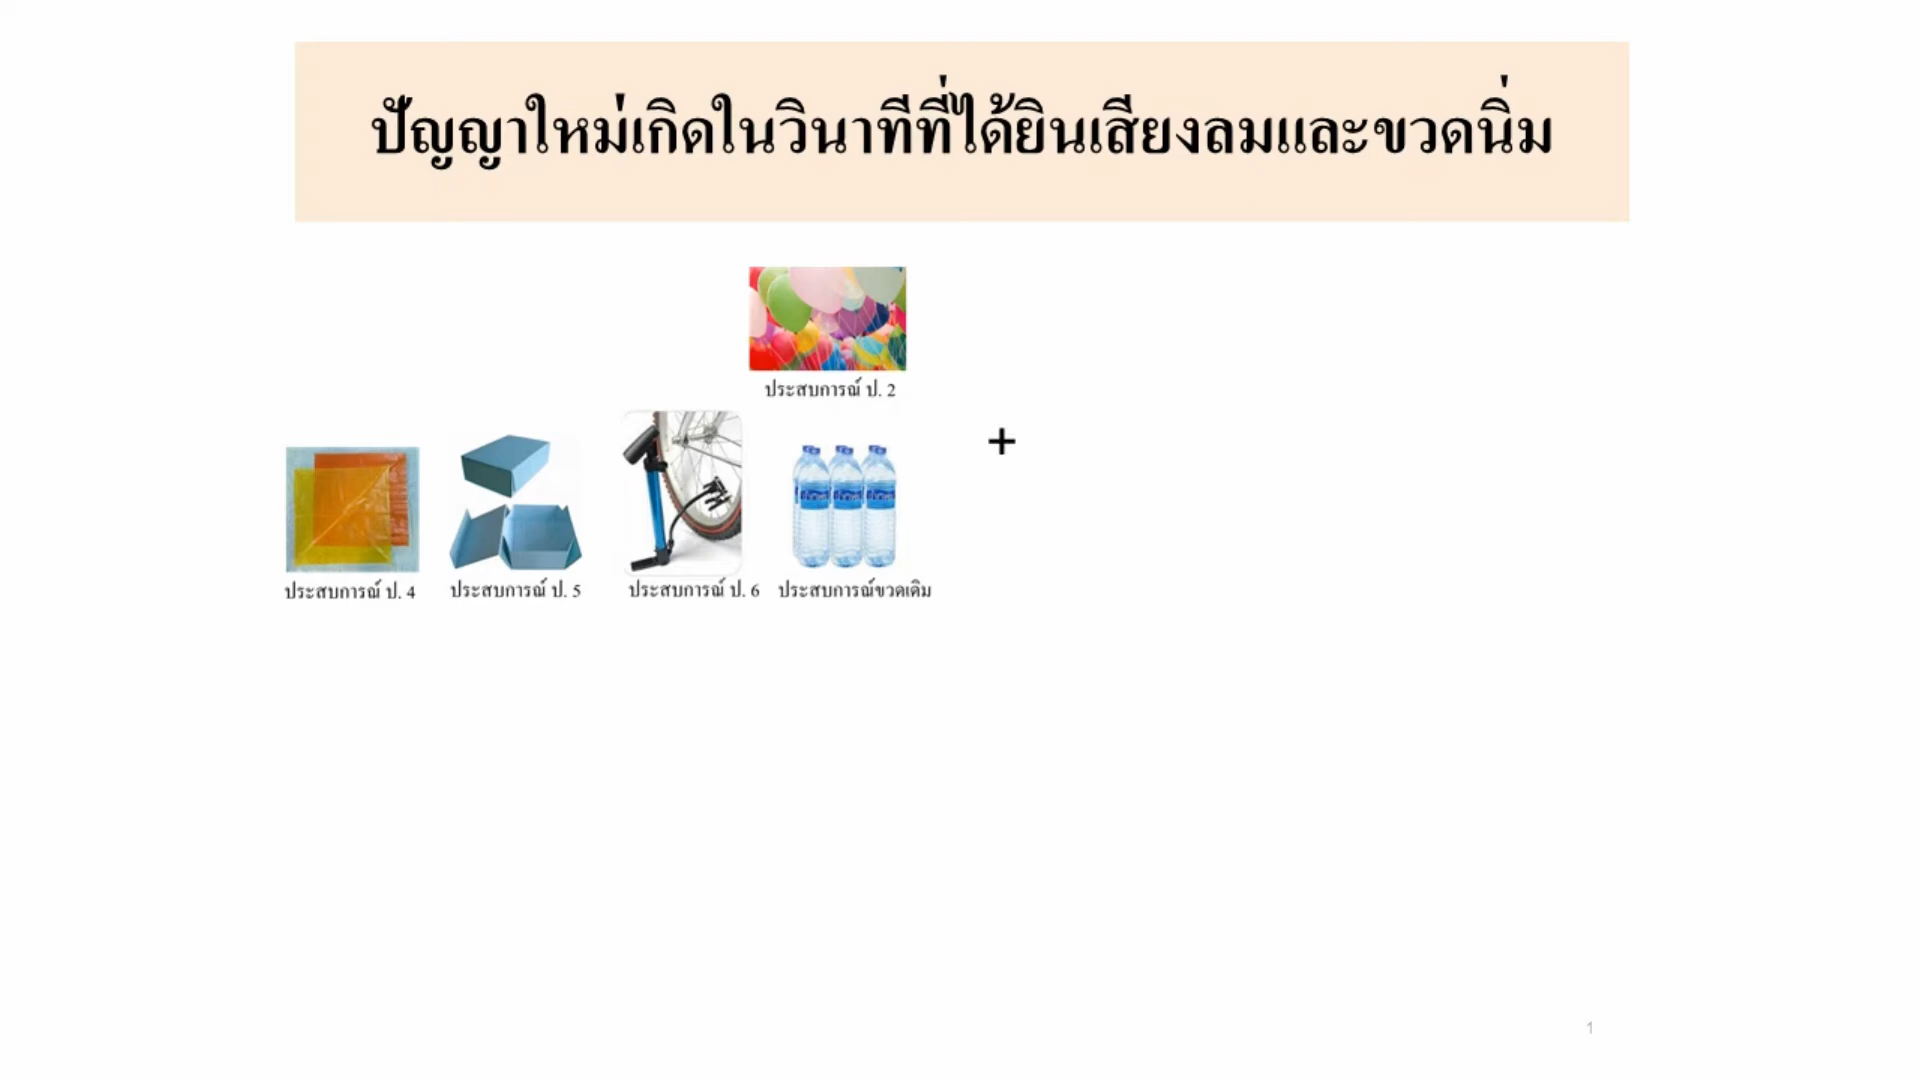 ปัญญาใหม่เกิดในวินาทีที่ได้ยินเสียงลมและขวดนิ่ม
ประสบการณ์ ป. 2
+
ประสบการณ์ ป. 4
ประสบการณ์ ป. 5
ประสบการณ์ ป. 6
ประสบการณ์ขวดเดิม
1